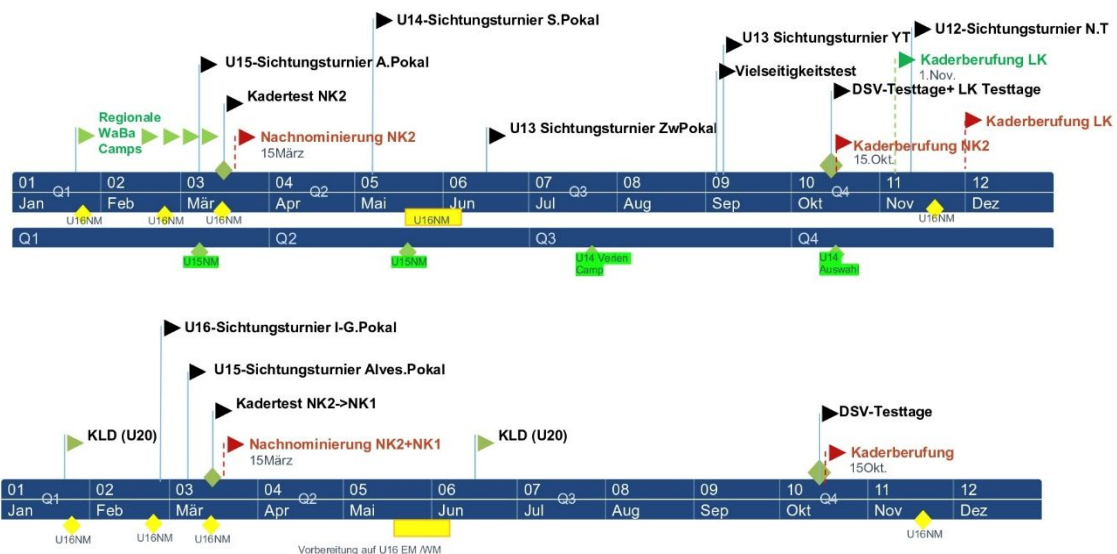 U14-Sichtungsturnier S.Pokal
U12-Sichtungsturnier N.T
U13 Sichtungsturnier YT
U15-Sichtungsturnier A.Pokal
Vielseitigkeitstest
Kaderberufung LK
1.Nov.
Kadertest NK2
DSV-Testtage+ LK Testtage
Regionale
WaBa
Camps
Nachnominierung NK2
15März
U13 Sichtungsturnier ZwPokal
Kaderberufung NK2
15.Okt.
Kaderberufung LK
01 Q1 02 03 04 Q2 05 06 07 Q3 08 09 10 Q4 11 12
Jan Feb März Apr Mai Jun Jul Aug Sep Okt Nov Dez
U16NM U16NM U16NM U16NM U16NM
Q1 Q2 Q3 Q4
U15NM U15NM U14 Verien
Camp U14
Auswahl
U16-Sichtungsturnier I-G.Pokal
U15-Sichtungsturnier Alves.Pokal
Kadertest NK2->NK1
DSV-Testtage
KLD (U20)
Nachnominierung NK2+NK1
15März
KLD (U20)
Kaderberufung
15Okt.
01 Q1 02 03 04 Q2 05 06 07 Q3 08 09 10 Q4 11 12
Jan Feb März Apr Mai Jun Jul Aug Sep Okt Nov Dez
U16NM U16NM U16NM U16NM
Vorbereitung auf U16 EM /WM